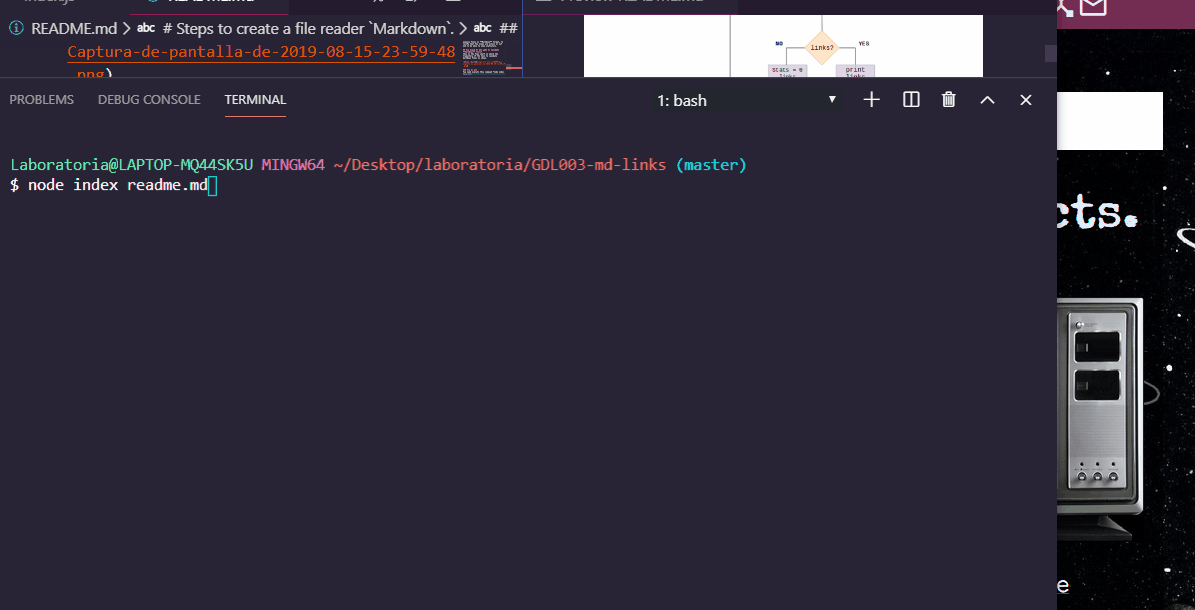 README.md > abc # Steps to create a file reader `Markdown`. > abc ##
Captura-de-pantalla-de-2019-08-15-23-59-48
.png)
links?
NO
YES
Stats = 0
links
print
links
PROBLEMS DEBUG CONSOLE TERMINAL
1: bash
Laboratoria@LAPTOP-MQ44SK5U MINGW64 ~/Desktop/laboratoria/GDL003-md-links (master)
$ node index readme.md
cts.
e